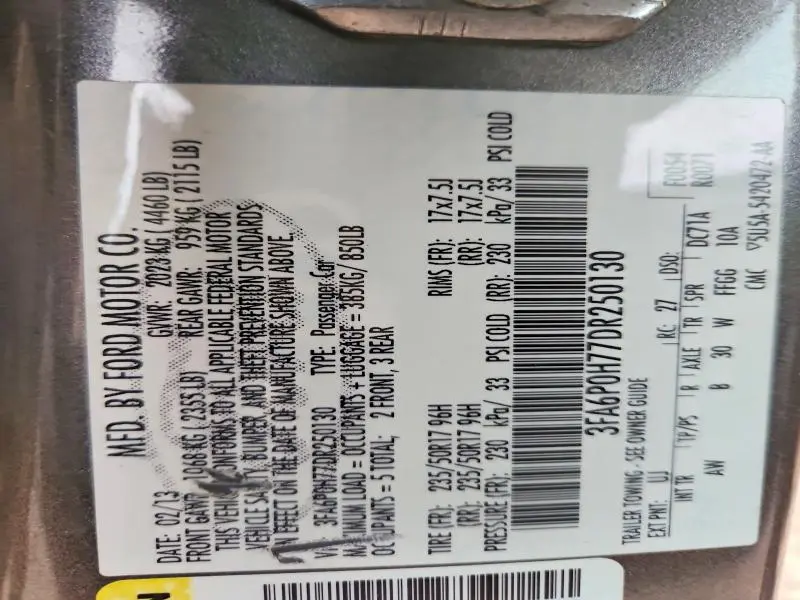 MFD. BY FORD MOTOR CO.
DATE: 02/13 GVWR: 2023 KG ( 4460 LB)
FRONT GAWR: 1068 KG ( 2355 LB) REAR GAWR: 959 KG ( 2115 LB)
THIS VEHICLE CONFORMS TO ALL APPLICABLE FEDERAL MOTOR
VEHICLE SAFETY, BUMPER, AND THEFT PREVENTION STANDARDS
IN EFFECT ON THE DATE OF MANUFACTURE SHOWN ABOVE.
VIN: 3FA6P0H77DR250130 TYPE: Passenger Car
MAXIMUM LOAD = OCCUPANTS + LUGGAGE = 385KG/ 850LB
OCCUPANTS = 5 TOTAL; 2 FRONT, 3 REAR
TIRE (FR): 235/50R17 96H RIMS (FR): 17x7.5J
(RR): 235/50R17 96H (RR): 17x7.5J
PRESSURE (FR): 230 kPa/ 33 PSI COLD (RR): 230 kPa/ 33 PSI COLD
3FA6P0H77DR250130
TRAILER TOWING - SEE OWNER GUIDE
F0054
R0071
EXT PNT: UJ RC: 27 DSO:
INT TR TP/PS R AXLE TR SPR DC71A
AW B 30 W FFGG 10A
CMC 5U5A-5420472-AA
N